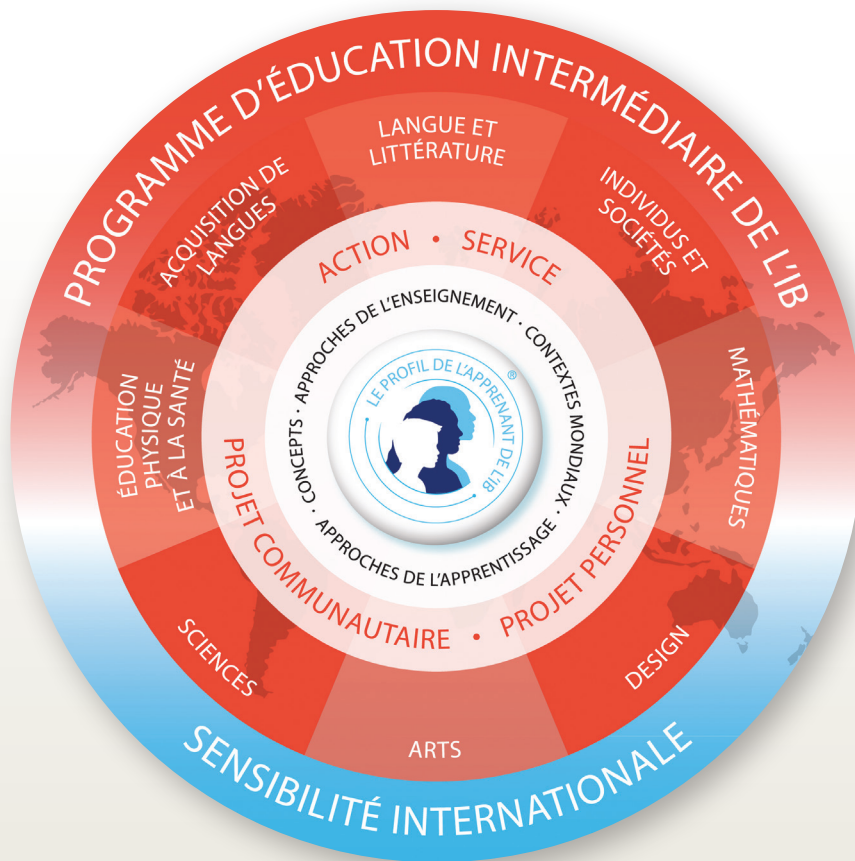 PROGRAMME D'ÉDUCATION INTERMÉDIAIRE DE L'IB
LANGUE ET
LITTÉRATURE
INDIVIDUS ET
SOCIÉTÉS
MATHÉMATIQUES
DESIGN
ARTS
SCIENCES
ÉDUCATION
PHYSIQUE
ET À LA SANTÉ
ACQUISITION DE
LANGUES
ACTION • SERVICE
PROJET COMMUNAUTAIRE • PROJET PERSONNEL
APPROCHES DE L'ENSEIGNEMENT · CONTEXTES MONDIAUX · APPROCHES DE L'APPRENTISSAGE · CONCEPTS ·
LE PROFIL DE L'APPRENANT DE L'IB
®
SENSIBILITÉ INTERNATIONALE